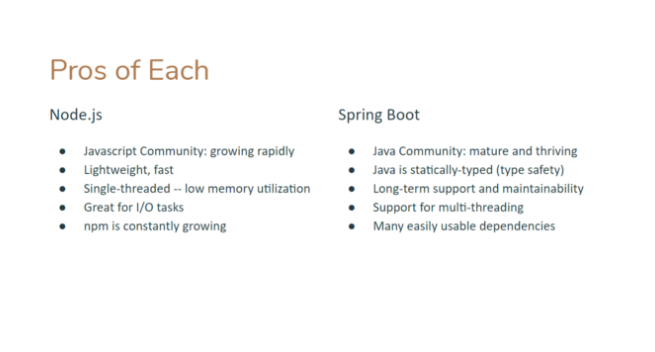 Pros of Each
Node.js
Javascript Community: growing rapidly
Lightweight, fast
Single-threaded -- low memory utilization
Great for I/O tasks
npm is constantly growing
Spring Boot
Java Community: mature and thriving
Java is statically-typed (type safety)
Long-term support and maintainability
Support for multi-threading
Many easily usable dependencies